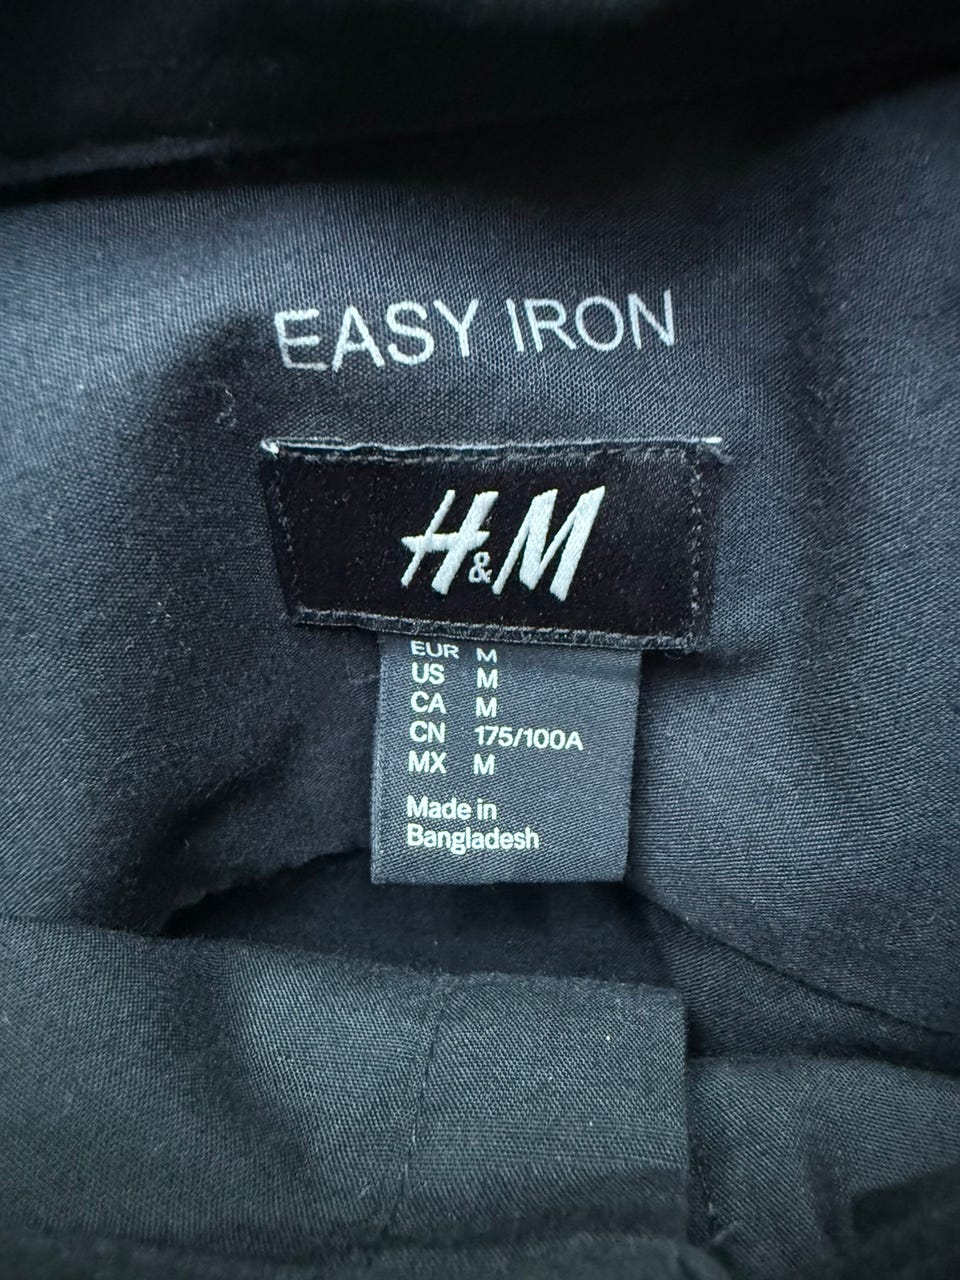 EASY IRON
H&M
EUR M
US M
CA M
CN 175/100A
MX M
Made in
Bangladesh